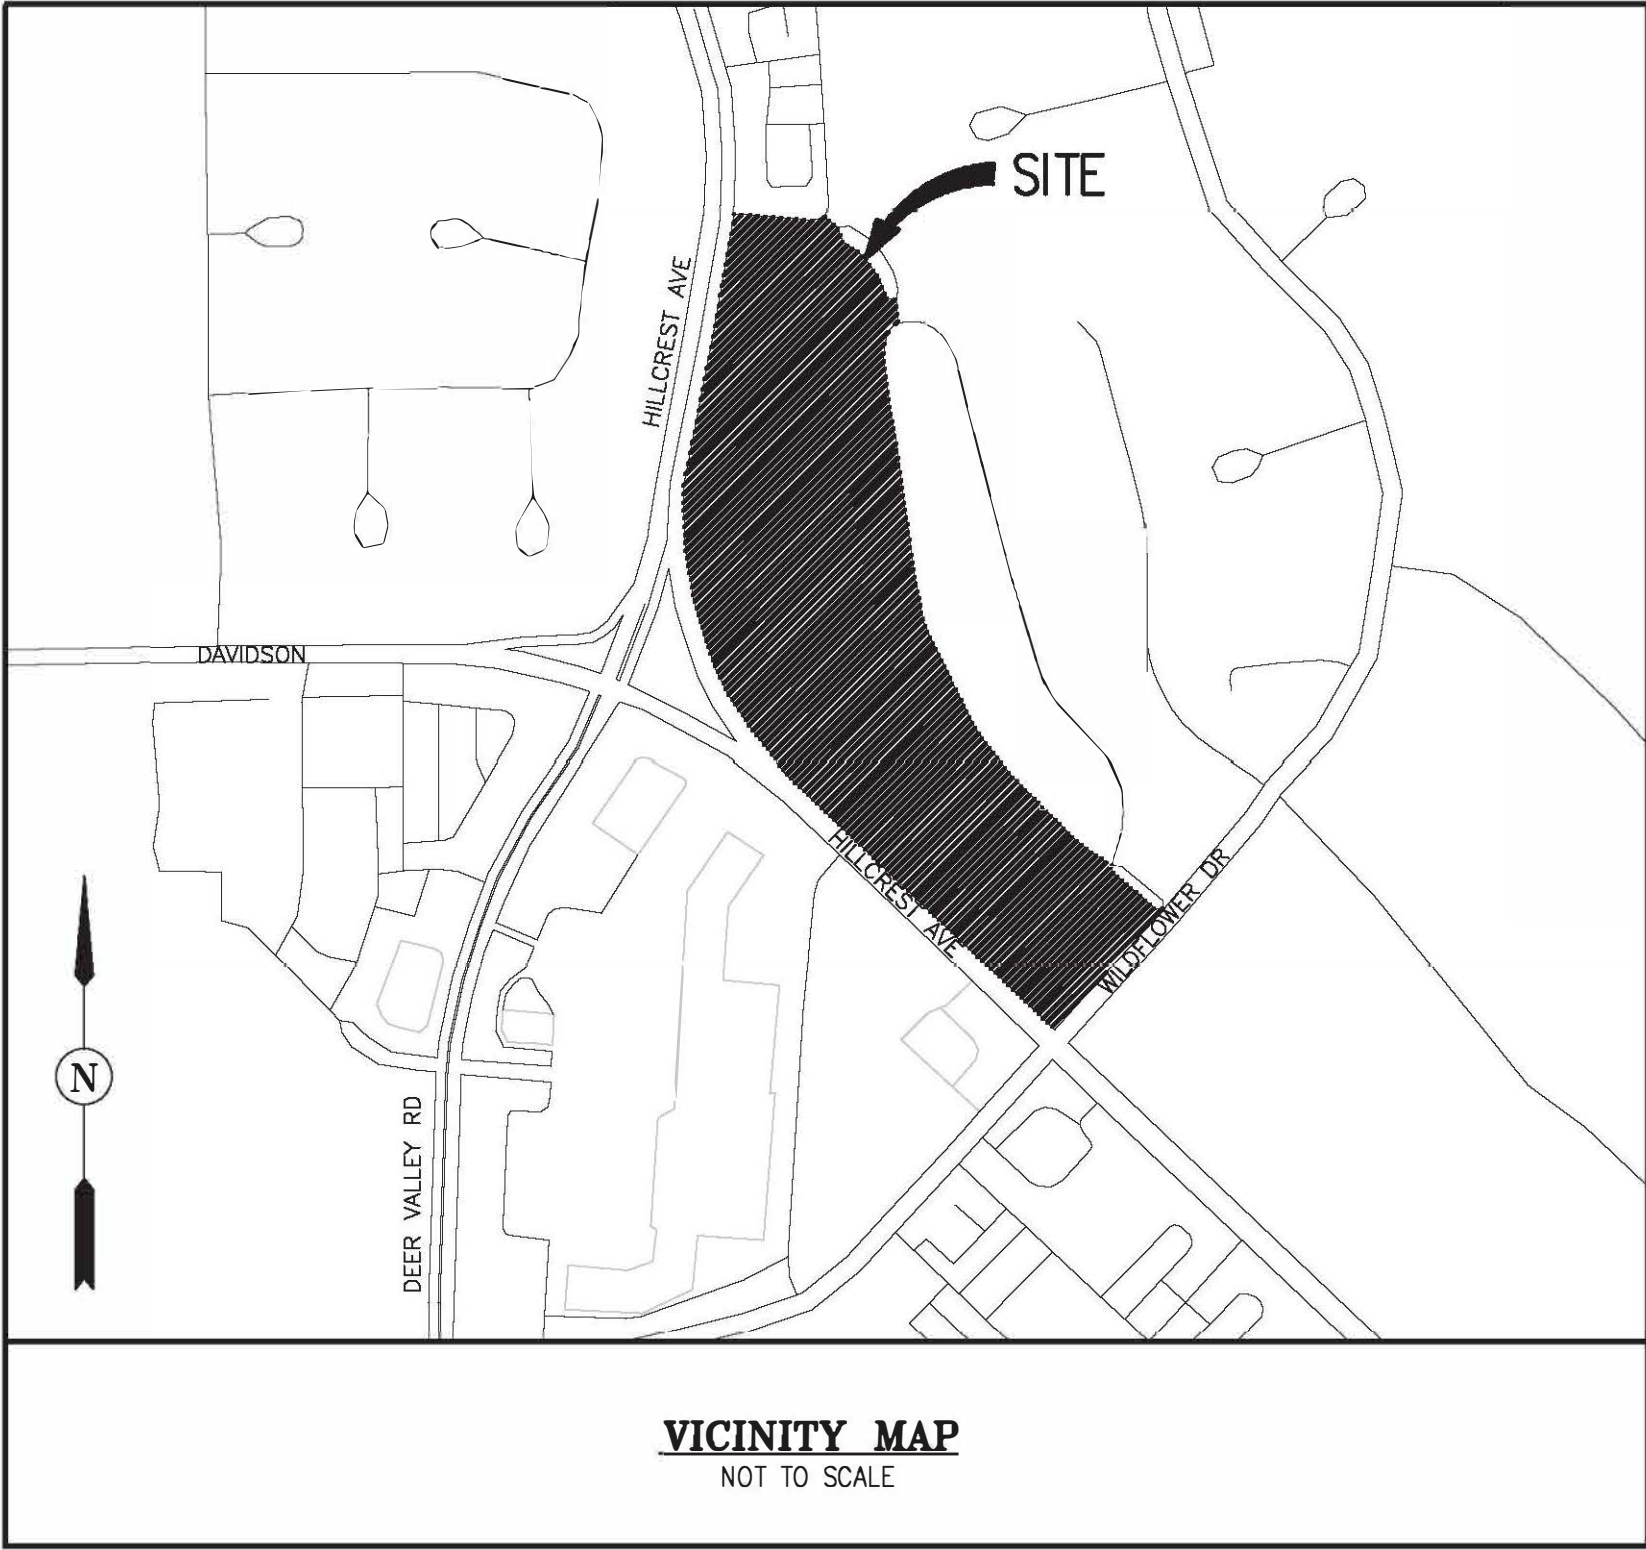 SITE
HILLCREST AVE
DAVIDSON
HILLCREST AVE
WILDFLOWER DR
N
DEER VALLEY RD
VICINITY MAP
NOT TO SCALE